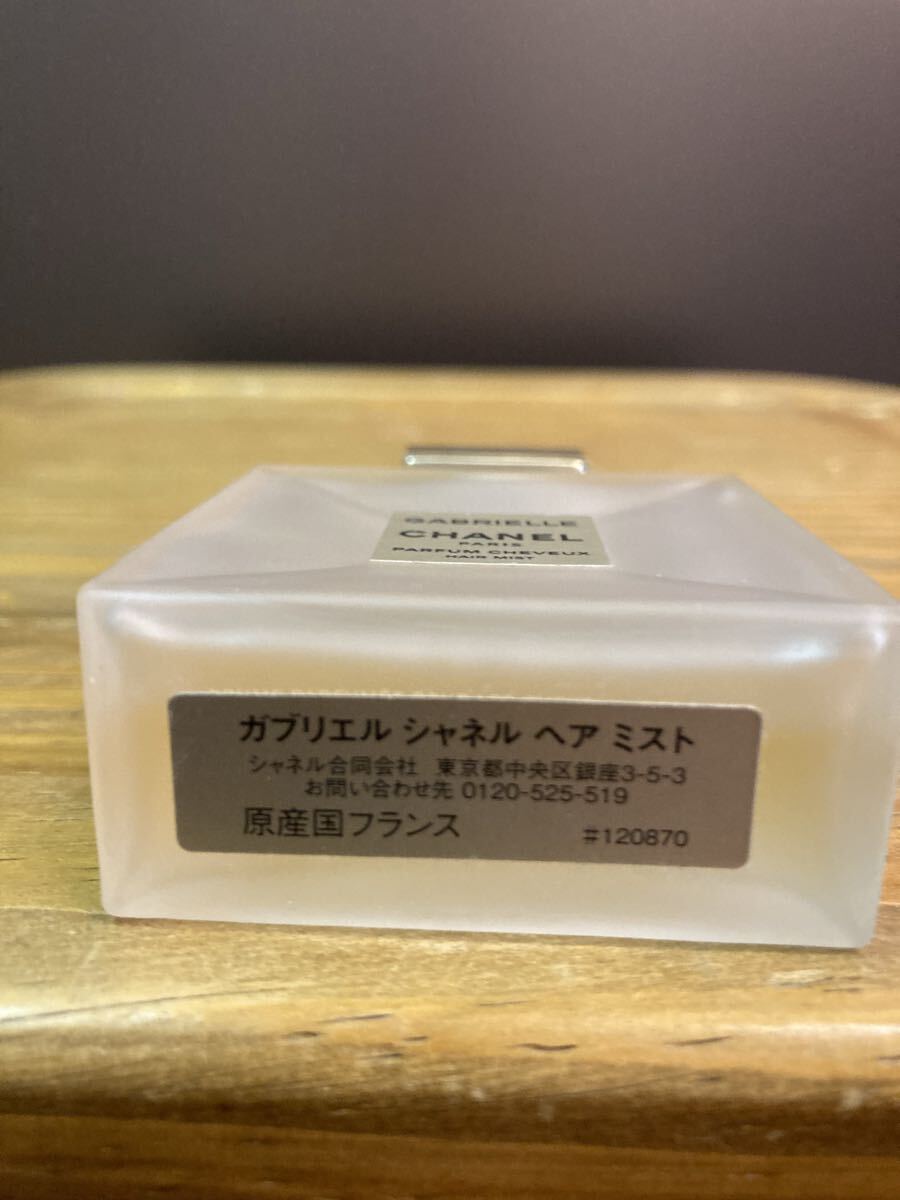 GABRIELLE
CHANEL
PARIS
PARFUM CHEVEUX
HAIR MIST
ガブリエル シャネル ヘア ミスト
シャネル合同会社 東京都中央区銀座3-5-3
お問い合わせ先 0120-525-519
原産国フランス #120870